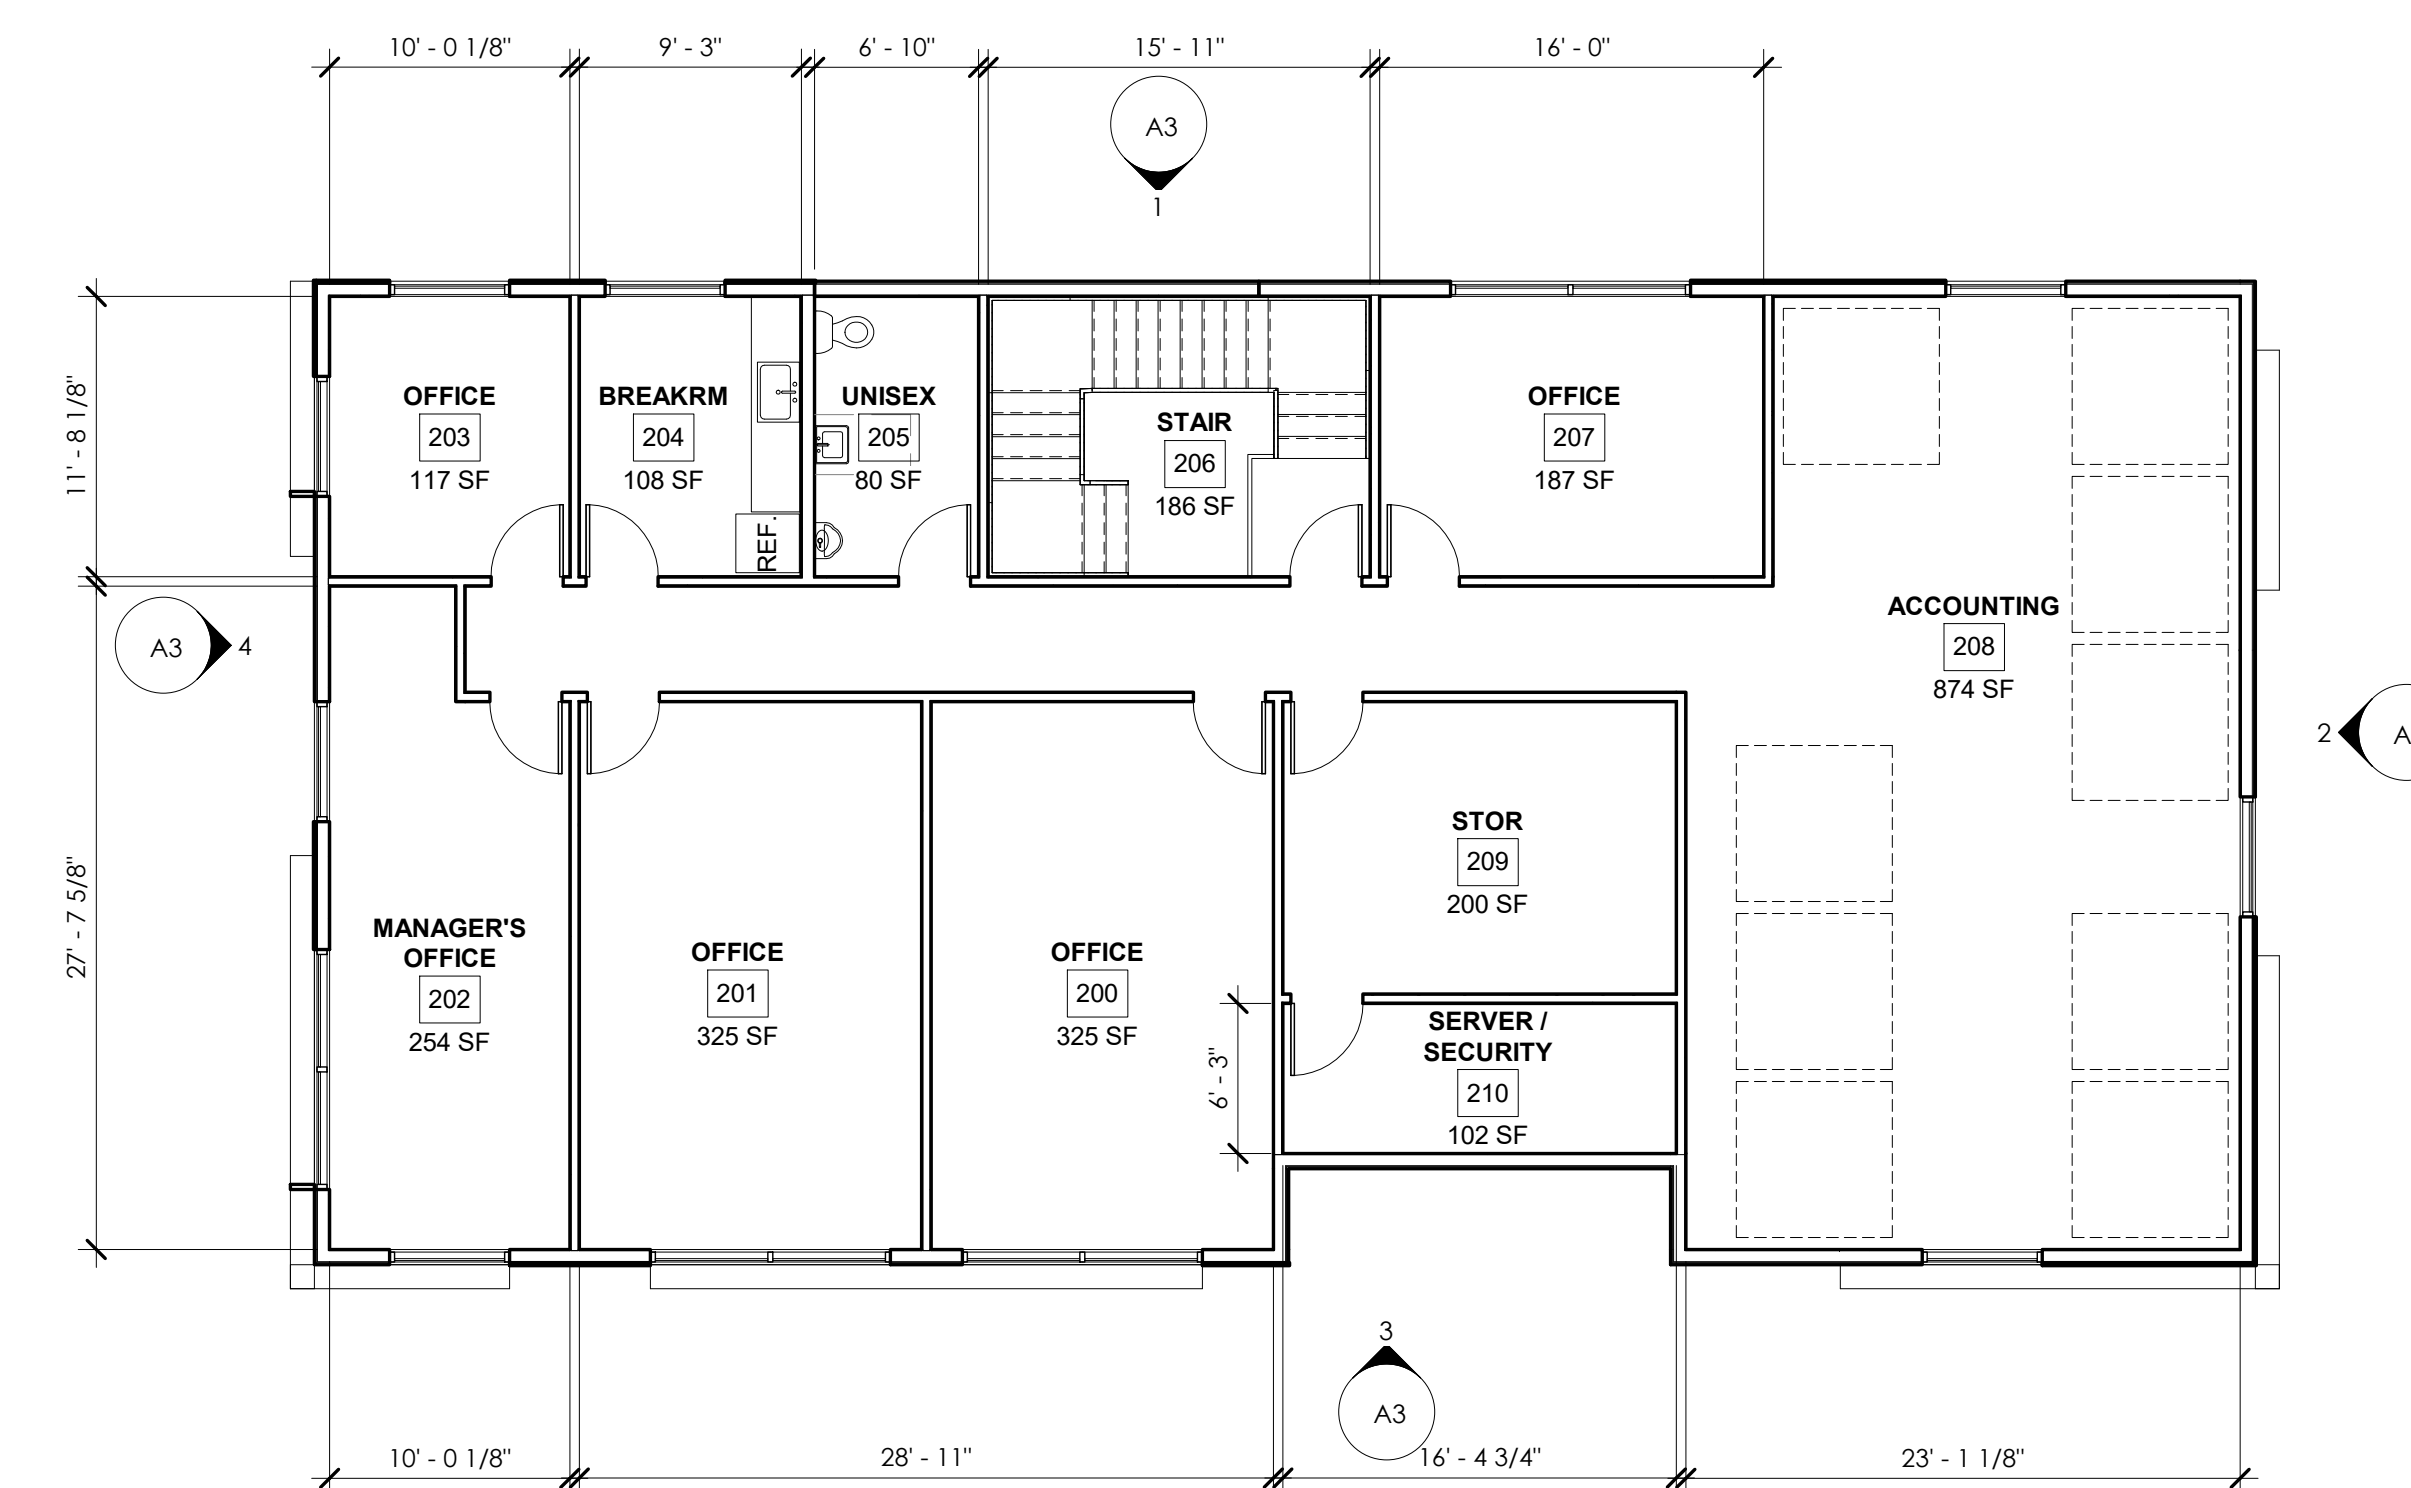 10' - 0 1/8"
9' - 3"
6' - 10"
15' - 11"
16' - 0"
A3
1
11' - 8 1/8"
OFFICE
203
117 SF
BREAKRM
204
108 SF
REF.
UNISEX
205
80 SF
STAIR
206
186 SF
OFFICE
207
187 SF
ACCOUNTING
208
874 SF
A3
4
2
A
27' - 7 5/8"
MANAGER'S
OFFICE
202
254 SF
OFFICE
201
325 SF
OFFICE
200
325 SF
STOR
209
200 SF
6' - 3"
SERVER /
SECURITY
210
102 SF
3
A3
10' - 0 1/8"
28' - 11"
16' - 4 3/4"
23' - 1 1/8"